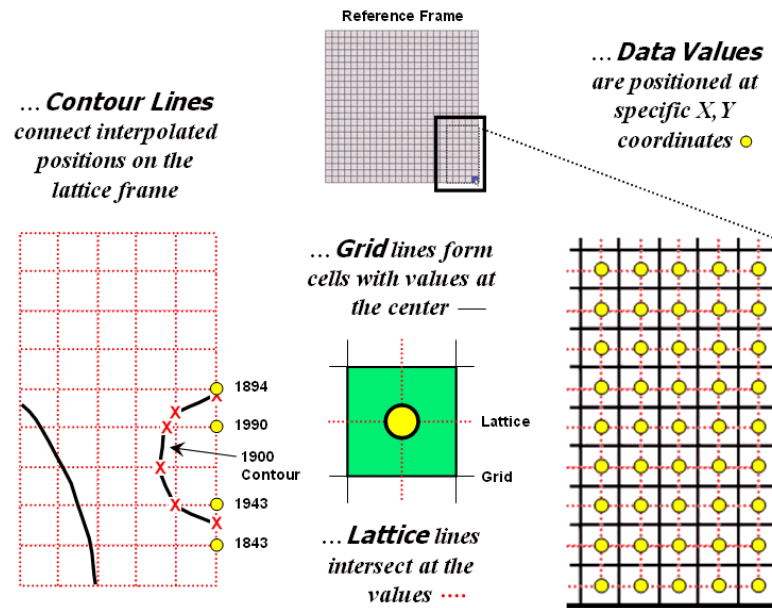 Reference Frame
... Contour Lines
connect interpolated
positions on the
lattice frame
... Data Values
are positioned at
specific X, Y
coordinates
... Grid lines form
cells with values at
the center
1894
1990
1900
Contour
1943
1843
Lattice
Grid
... Lattice lines
intersect at the
values
X
X
X
X
X
X